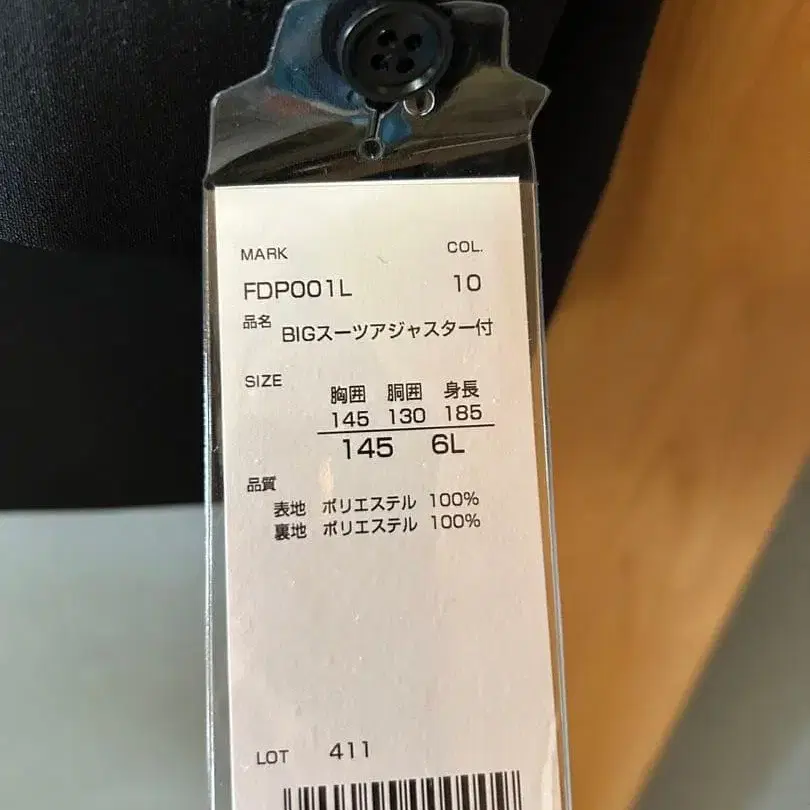 MARK COL.
FDP001L 10
品名 BIGスーツアジャスター付
SIZE
胸囲 胴囲 身長
145 130 185
145 6L
品質
表地 ポリエステル 100%
裏地 ポリエステル 100%
LOT 411